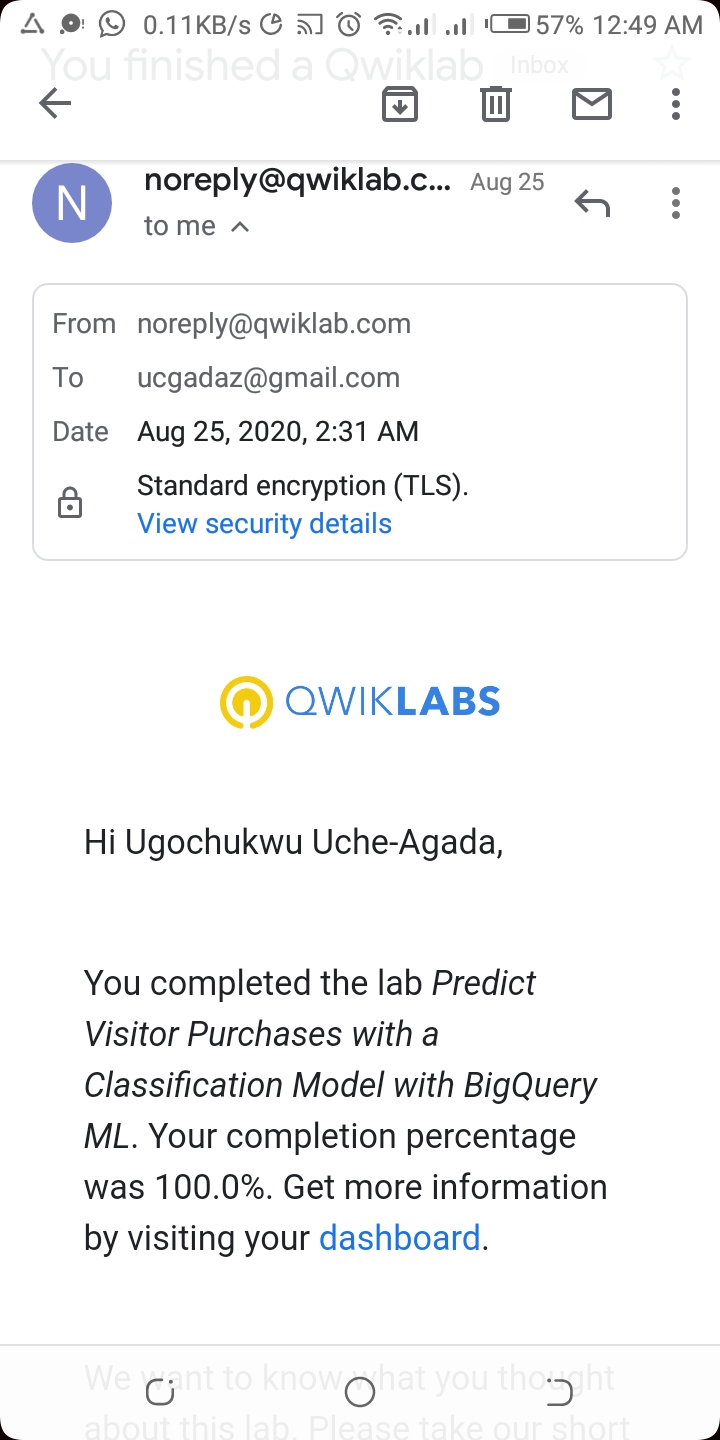 0.11KB/s 57% 12:49 AM
You finished a Qwiklab Inbox
N
noreply@qwiklab.c... Aug 25
to me
From noreply@qwiklab.com
To ucgadaz@gmail.com
Date Aug 25, 2020, 2:31 AM
Standard encryption (TLS).
View security details
QWIKLABS
Hi Ugochukwu Uche-Agada,
You completed the lab Predict
Visitor Purchases with a
Classification Model with BigQuery
ML. Your completion percentage
was 100.0%. Get more information
by visiting your dashboard.
We want to know what you thought
about this lab. Please take our short